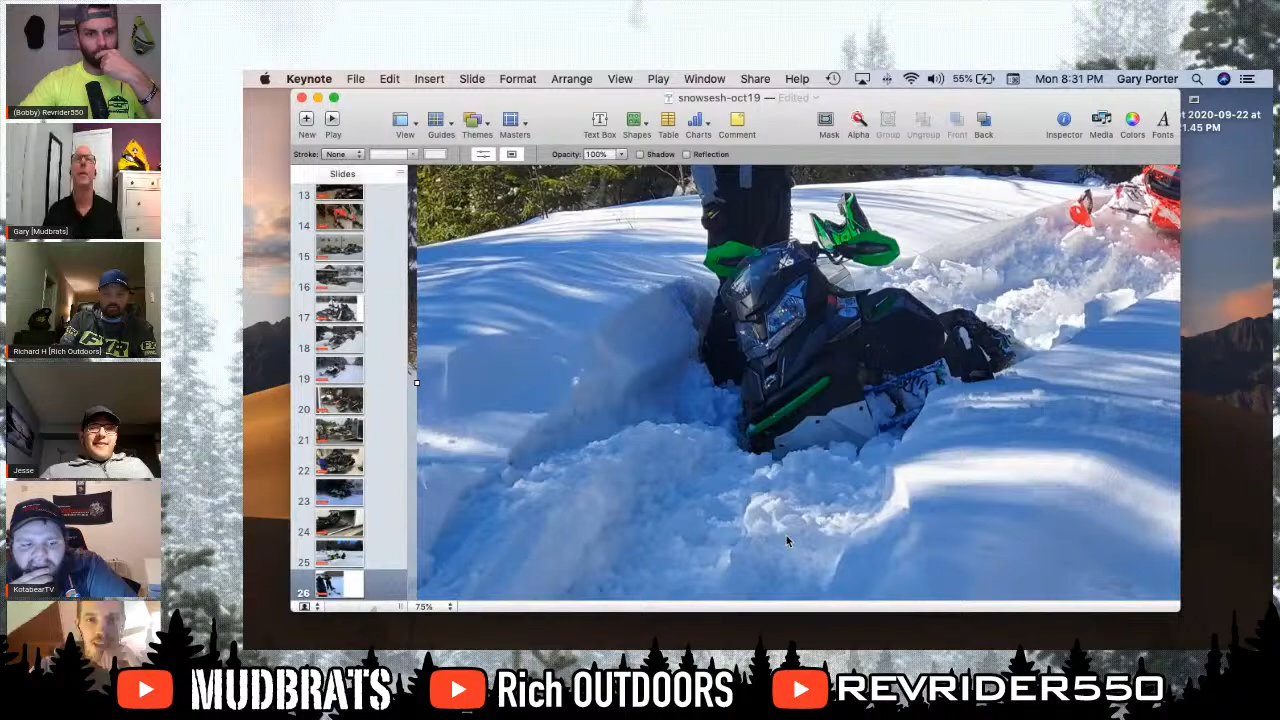 Keynote File Edit Insert Slide Format Arrange View Play Window Share Help 55% Mon 8:31 PM Gary Porter
snowsesh-oct19 — Edited
New Play View Guides Themes Masters Text Box Shapes Table Charts Comment Mask Alpha Group Ungroup Front Back Inspector Media Colors Fonts
Stroke: None Opacity: 100% Shadow Reflection
Slides
13
14
15
16
17
18
19
20
21
22
23
24
25
26
75%
t 2020-09-22 at
21.45 PM
(Bobby) Revrider550
Gary [Mudbrats]
Richard H [Rich Outdoors]
Jesse
KotabearTV
MUDBRATS Rich OUTDOORS REVRIDER550